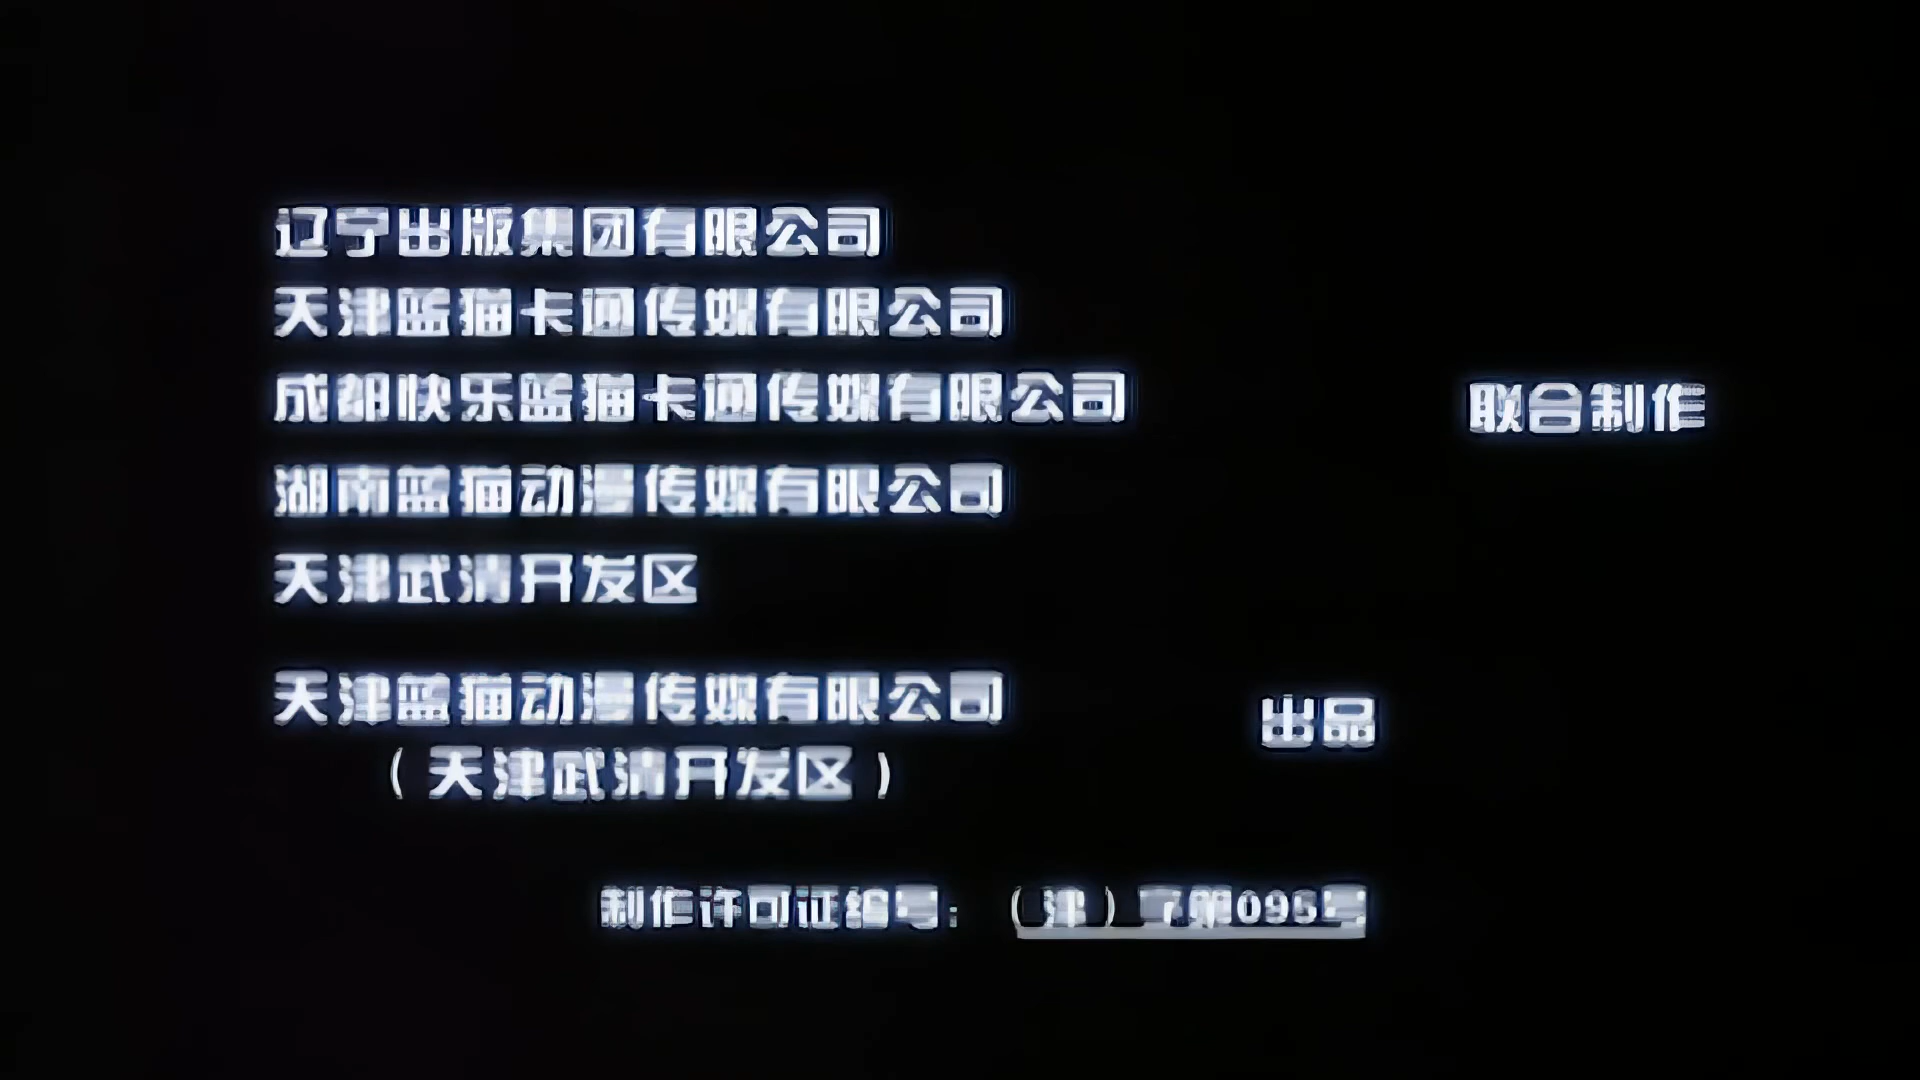 辽宁出版集团有限公司
天津蓝猫卡通传媒有限公司
成都快乐蓝猫卡通传媒有限公司
联合制作
湖南蓝猫动漫传媒有限公司
天津武清开发区
天津蓝猫动漫传媒有限公司
出品
（天津武清开发区）
制作许可证编号：（津）字第095号